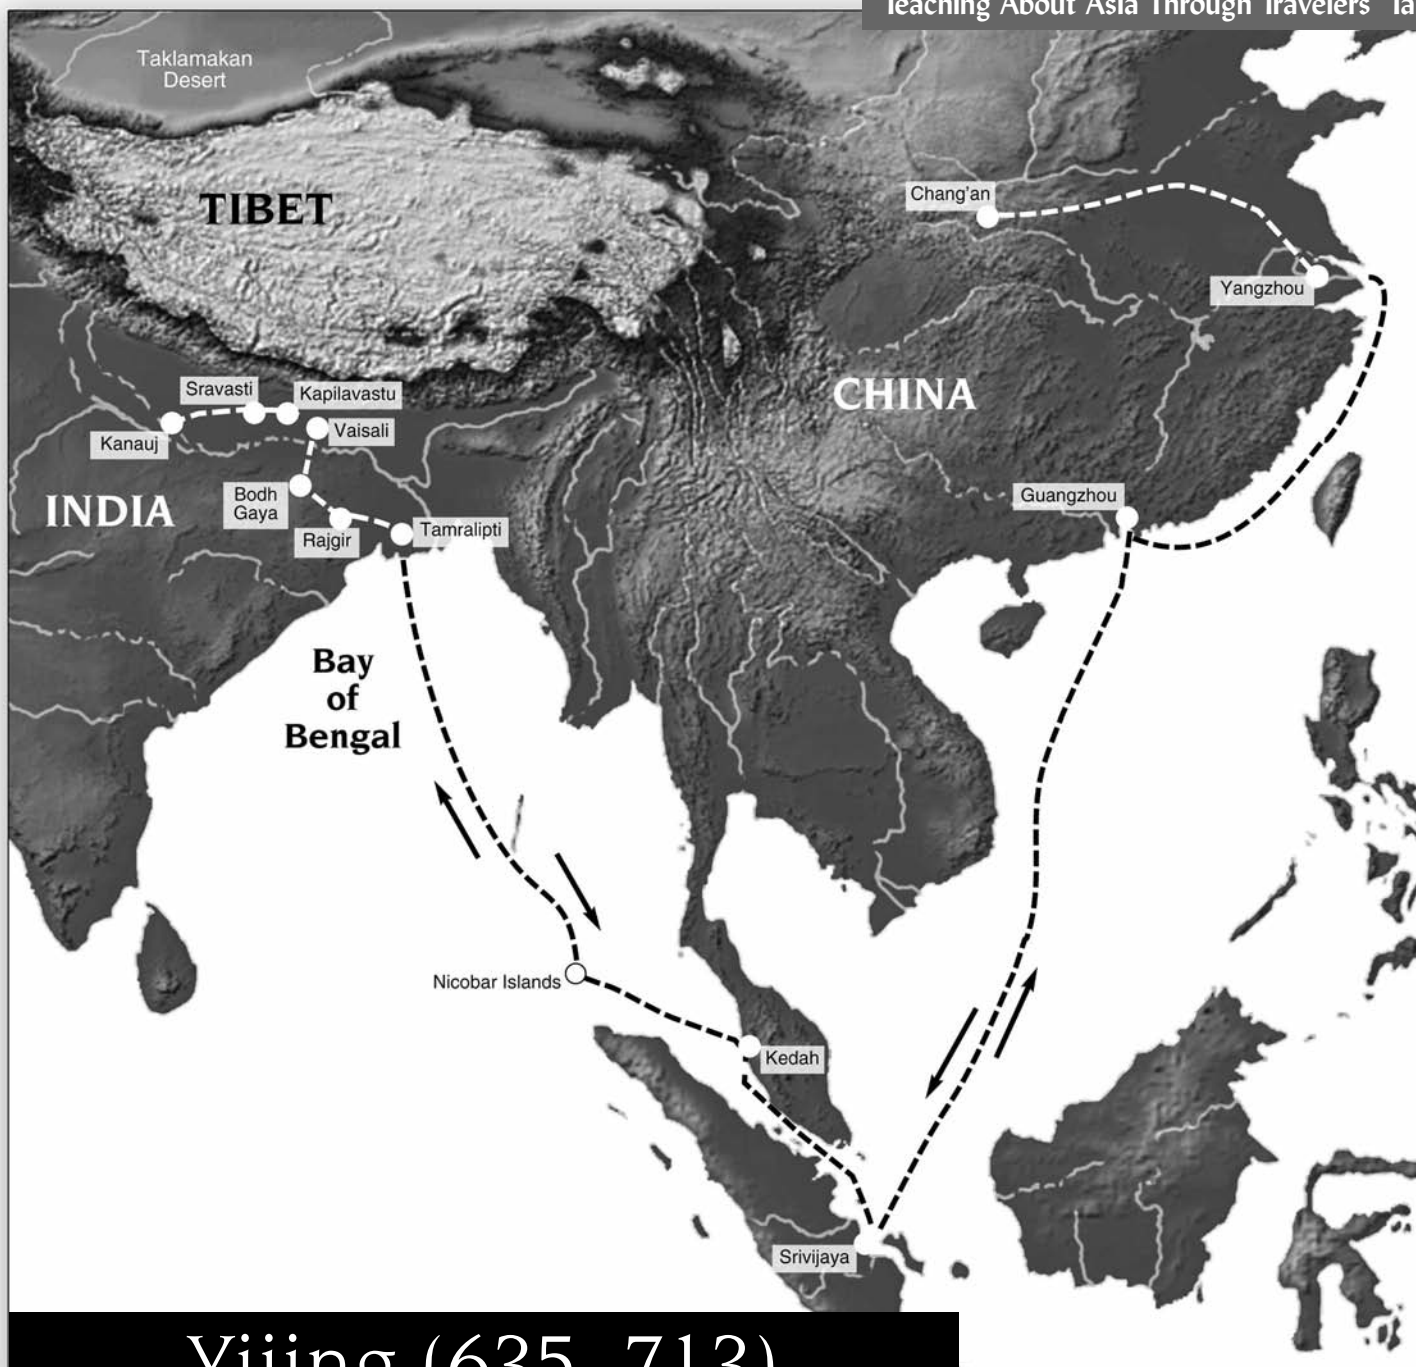 Teaching About Asia Through Travelers' Ta
Taklamakan
Desert
TIBET
Chang'an
Yangzhou
Sravasti
Kapilavastu
Kanauj
Vaisali
CHINA
INDIA
Bodh
Gaya
Rajgir
Tamralipti
Guangzhou
Bay
of
Bengal
Nicobar Islands
Kedah
Srivijaya
Yijing (635–713)